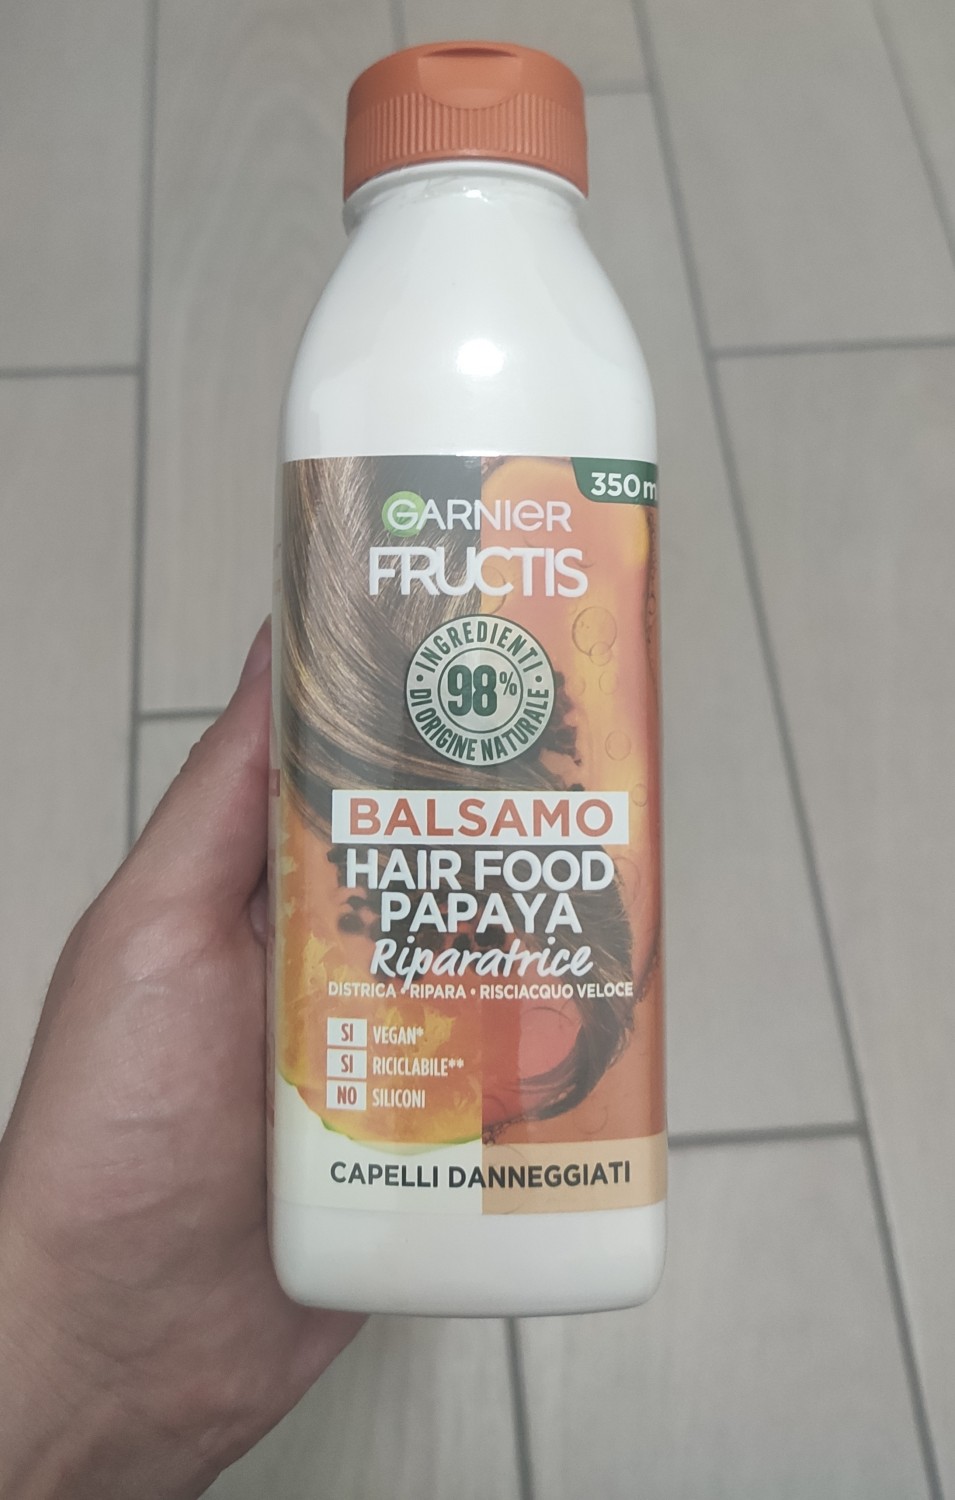 350 m
GARNIER
FRUCTIS
INGREDIENTI
98%
DI ORIGINE NATURALE
BALSAMO
HAIR FOOD
PAPAYA
Riparatrice
DISTRICA • RIPARA • RISCIACQUO VELOCE
SI VEGAN*
SI RICICLABILE**
NO SILICONI
CAPELLI DANNEGGIATI